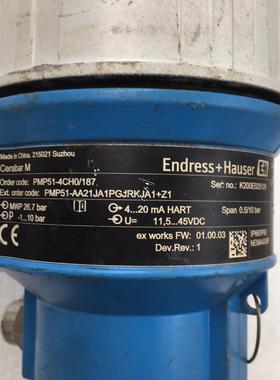 Made in China, 215021 Suzhou
Cerabar M
Endress+Hauser
Order code: PMP51-4CH0/187
Ext. order code: PMP51-AA21JA1PGJRKJA1+Z1
Ser. no.:
MWP 26.7 bar
P -1...10 bar
4...20 mA HART
U= 11,5...45VDC
Span 0.5/10 bar
ex works FW: 01.00.03
Dev.Rev.: 1
CE